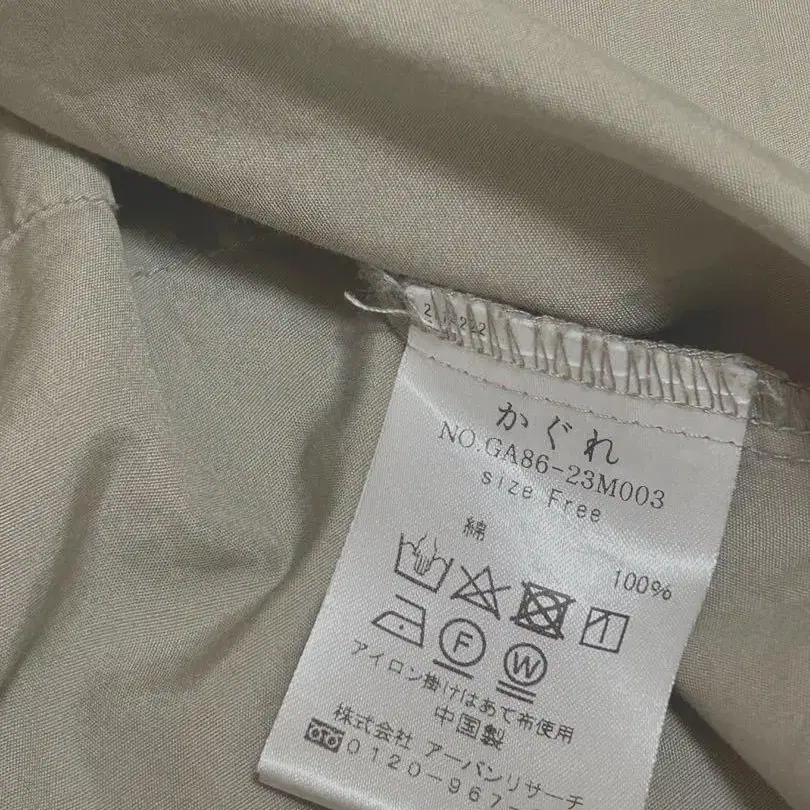 かぐれ
NO.GA86-23M003
size Free
綿 100%
F W
アイロン掛けはあて布使用
中国製
株式会社 アーバンリサーチ
0120-967